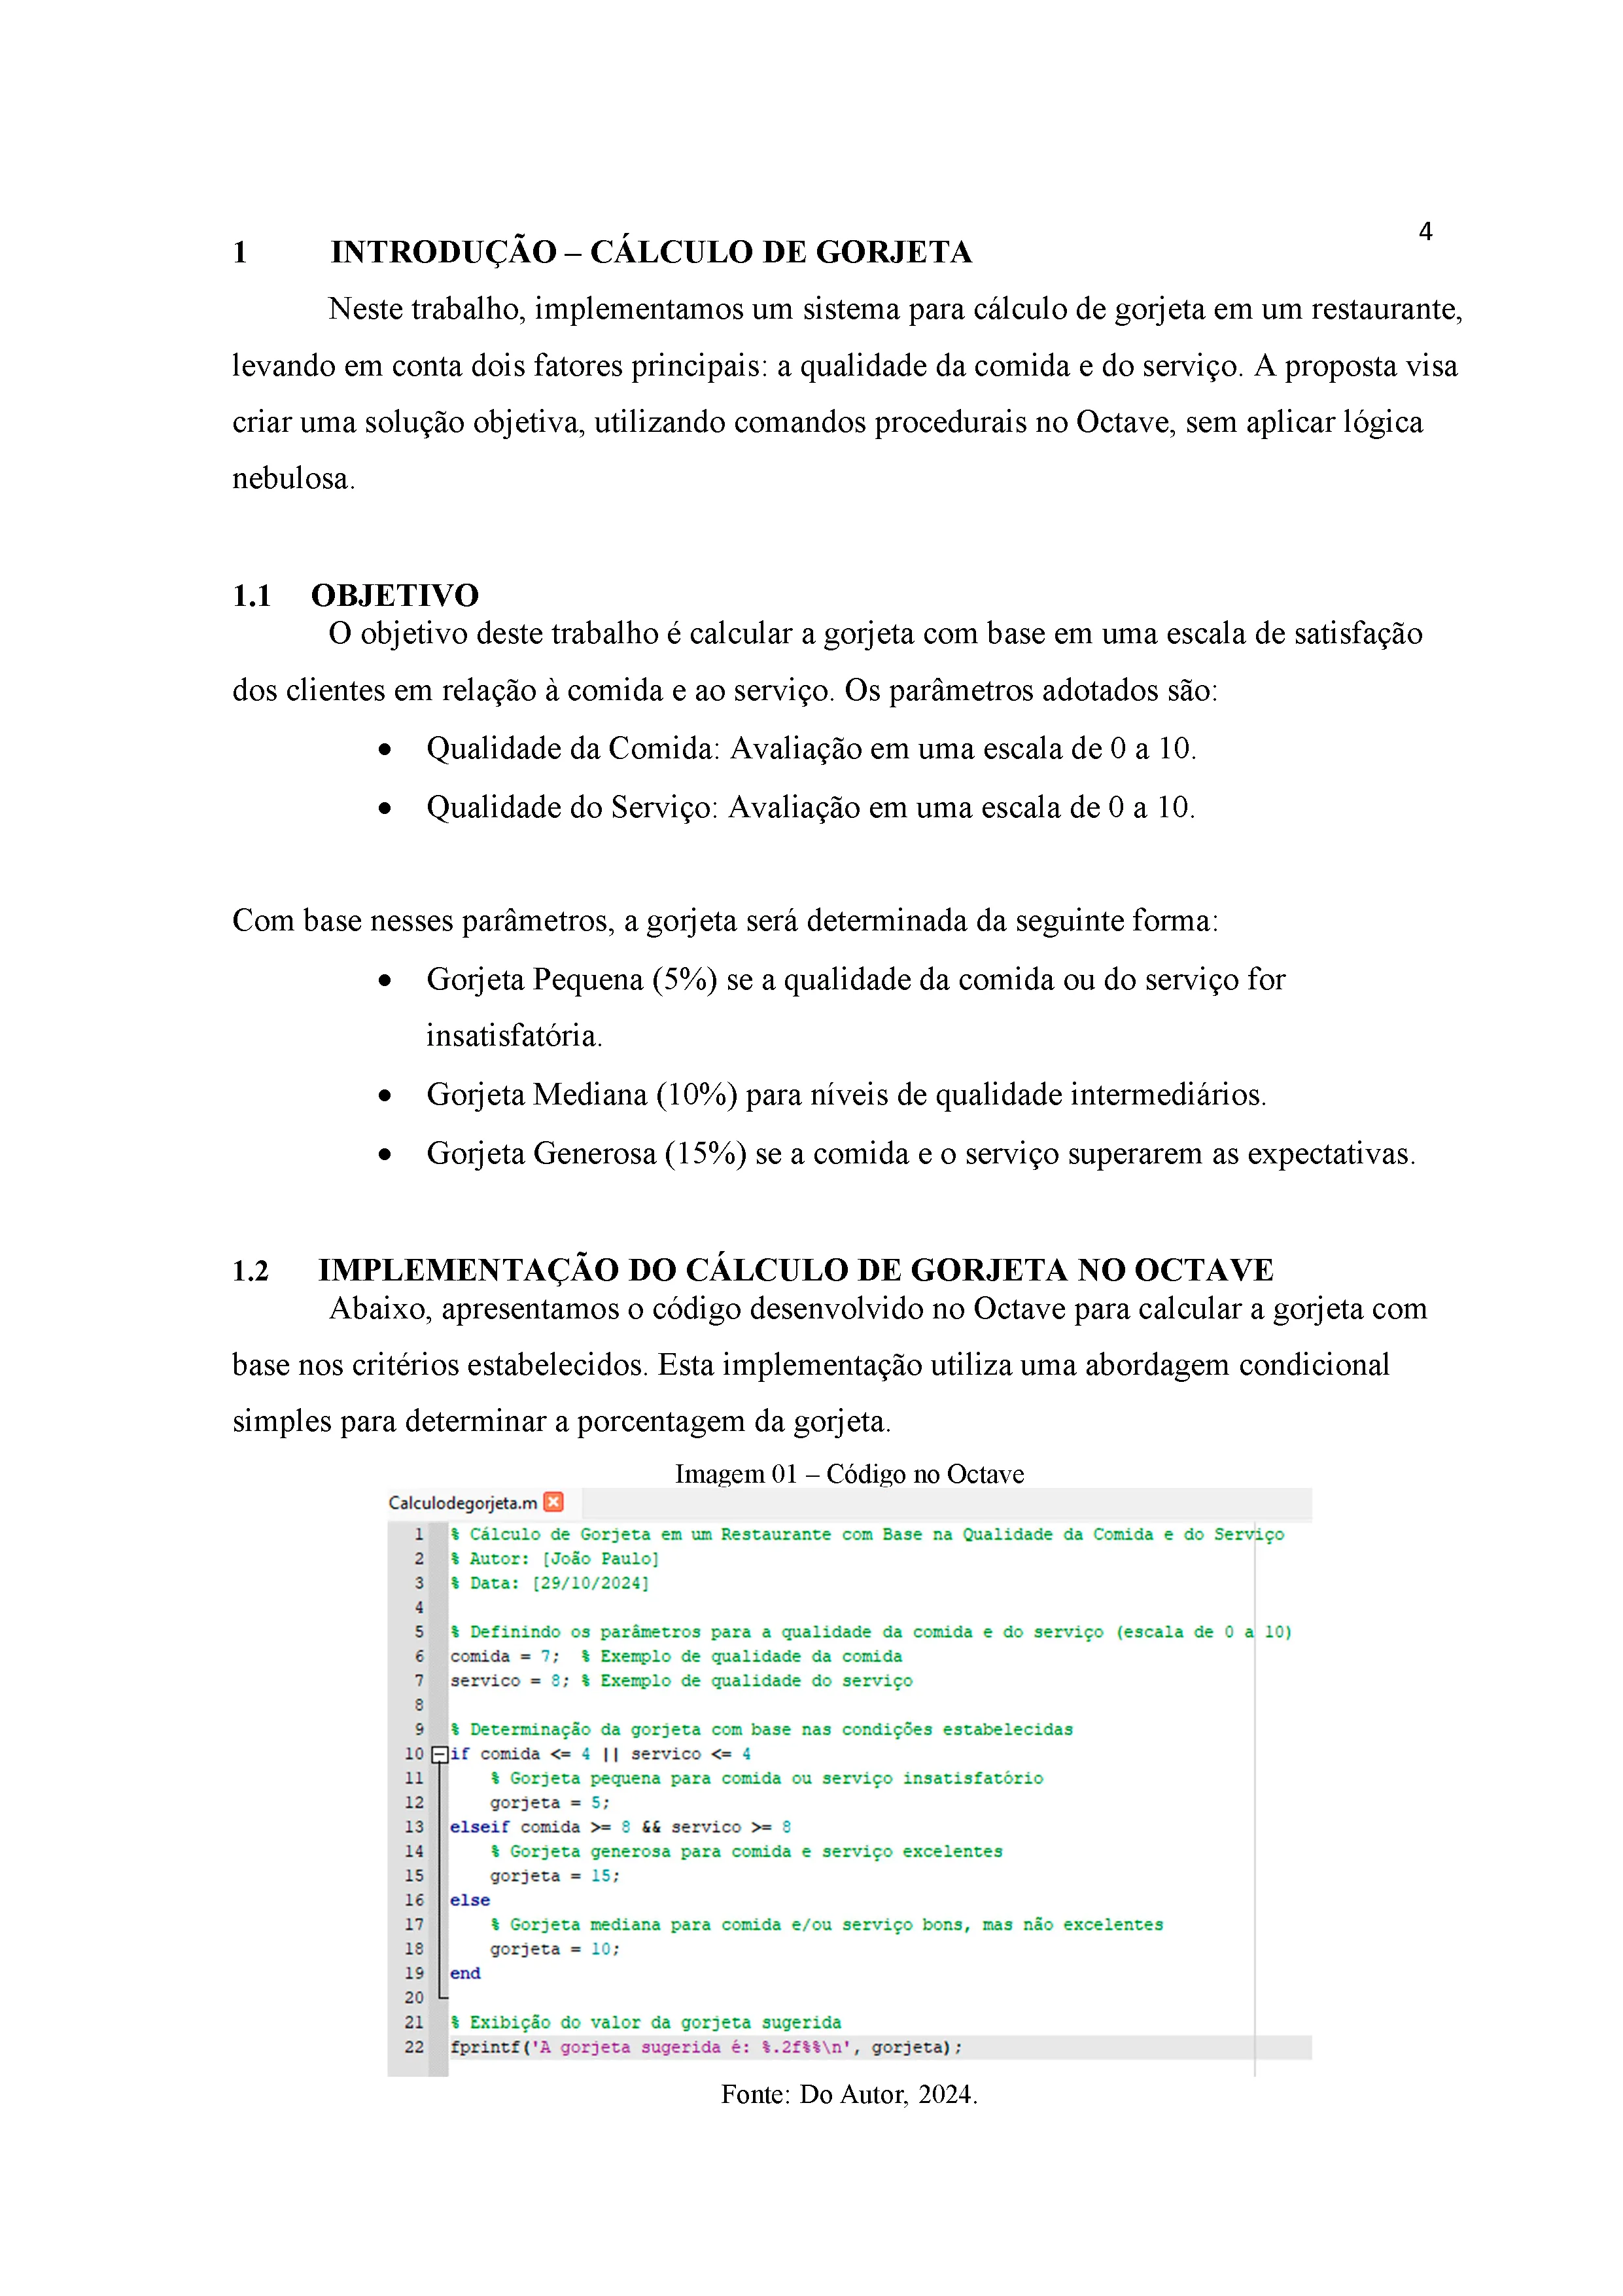 4
1 INTRODUÇÃO – CÁLCULO DE GORJETA
Neste trabalho, implementamos um sistema para cálculo de gorjeta em um restaurante,
levando em conta dois fatores principais: a qualidade da comida e do serviço. A proposta visa
criar uma solução objetiva, utilizando comandos procedurais no Octave, sem aplicar lógica
nebulosa.
1.1 OBJETIVO
O objetivo deste trabalho é calcular a gorjeta com base em uma escala de satisfação
dos clientes em relação à comida e ao serviço. Os parâmetros adotados são:
• Qualidade da Comida: Avaliação em uma escala de 0 a 10.
• Qualidade do Serviço: Avaliação em uma escala de 0 a 10.
Com base nesses parâmetros, a gorjeta será determinada da seguinte forma:
• Gorjeta Pequena (5%) se a qualidade da comida ou do serviço for
insatisfatória.
• Gorjeta Mediana (10%) para níveis de qualidade intermediários.
• Gorjeta Generosa (15%) se a comida e o serviço superarem as expectativas.
1.2 IMPLEMENTAÇÃO DO CÁLCULO DE GORJETA NO OCTAVE
Abaixo, apresentamos o código desenvolvido no Octave para calcular a gorjeta com
base nos critérios estabelecidos. Esta implementação utiliza uma abordagem condicional
simples para determinar a porcentagem da gorjeta.
Imagem 01 – Código no Octave
Calculodegorjeta.m
1 % Cálculo de Gorjeta em um Restaurante com Base na Qualidade da Comida e do Serviço
2 % Autor: [João Paulo]
3 % Data: [29/10/2024]
4
5 % Definindo os parâmetros para a qualidade da comida e do serviço (escala de 0 a 10)
6 comida = 7; % Exemplo de qualidade da comida
7 servico = 8; % Exemplo de qualidade do serviço
8
9 % Determinação da gorjeta com base nas condições estabelecidas
10 if comida <= 4 || servico <= 4
11 % Gorjeta pequena para comida ou serviço insatisfatório
12 gorjeta = 5;
13 elseif comida >= 8 && servico >= 8
14 % Gorjeta generosa para comida e serviço excelentes
15 gorjeta = 15;
16 else
17 % Gorjeta mediana para comida e/ou serviço bons, mas não excelentes
18 gorjeta = 10;
19 end
20
21 % Exibição do valor da gorjeta sugerida
22 fprintf('A gorjeta sugerida é: %.2f%%\n', gorjeta);
Fonte: Do Autor, 2024.